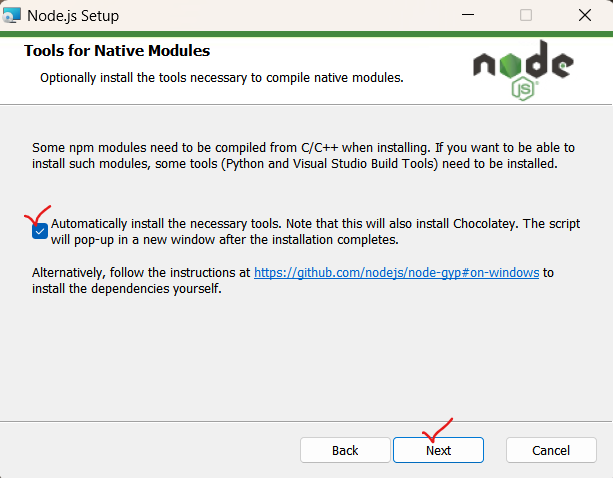 Node.js Setup
Tools for Native Modules
Optionally install the tools necessary to compile native modules.
node
JS
Some npm modules need to be compiled from C/C++ when installing. If you want to be able to
install such modules, some tools (Python and Visual Studio Build Tools) need to be installed.
Automatically install the necessary tools. Note that this will also install Chocolatey. The script
will pop-up in a new window after the installation completes.
Alternatively, follow the instructions at https://github.com/nodejs/node-gyp#on-windows to
install the dependencies yourself.
Back Next Cancel